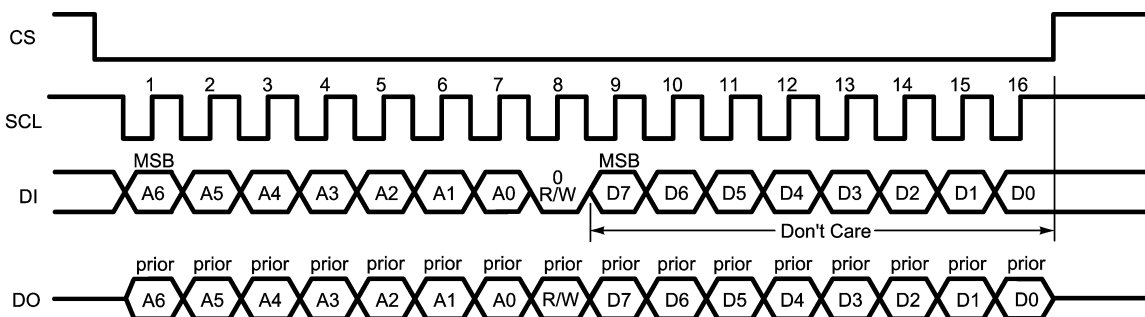 CS
1 2 3 4 5 6 7 8 9 10 11 12 13 14 15 16
SCL
MSB MSB
0
DI A6 A5 A4 A3 A2 A1 A0 R/W D7 D6 D5 D4 D3 D2 D1 D0
Don't Care
prior prior prior prior prior prior prior prior prior prior prior prior prior prior prior prior
DO A6 A5 A4 A3 A2 A1 A0 R/W D7 D6 D5 D4 D3 D2 D1 D0